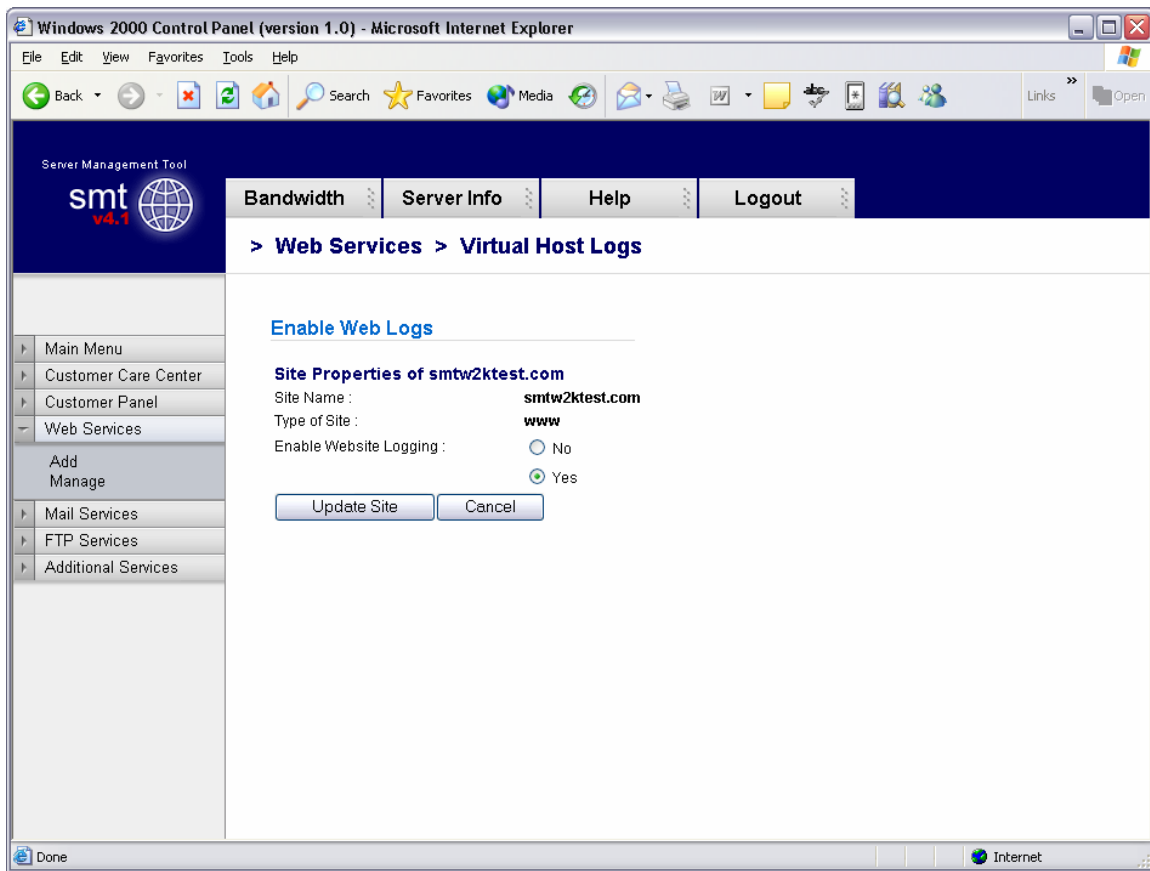 Windows 2000 Control Panel (version 1.0) - Microsoft Internet Explorer
File Edit View Favorites Tools Help
Back Search Favorites Media Links » Open
Server Management Tool
smt
v4.1
Bandwidth Server Info Help Logout
> Web Services > Virtual Host Logs
Enable Web Logs
Main Menu
Customer Care Center
Customer Panel
Web Services
Add
Manage
Mail Services
FTP Services
Additional Services
Site Properties of smtw2ktest.com
Site Name : smtw2ktest.com
Type of Site : www
Enable Website Logging : No
Yes
Update Site Cancel
Done Internet